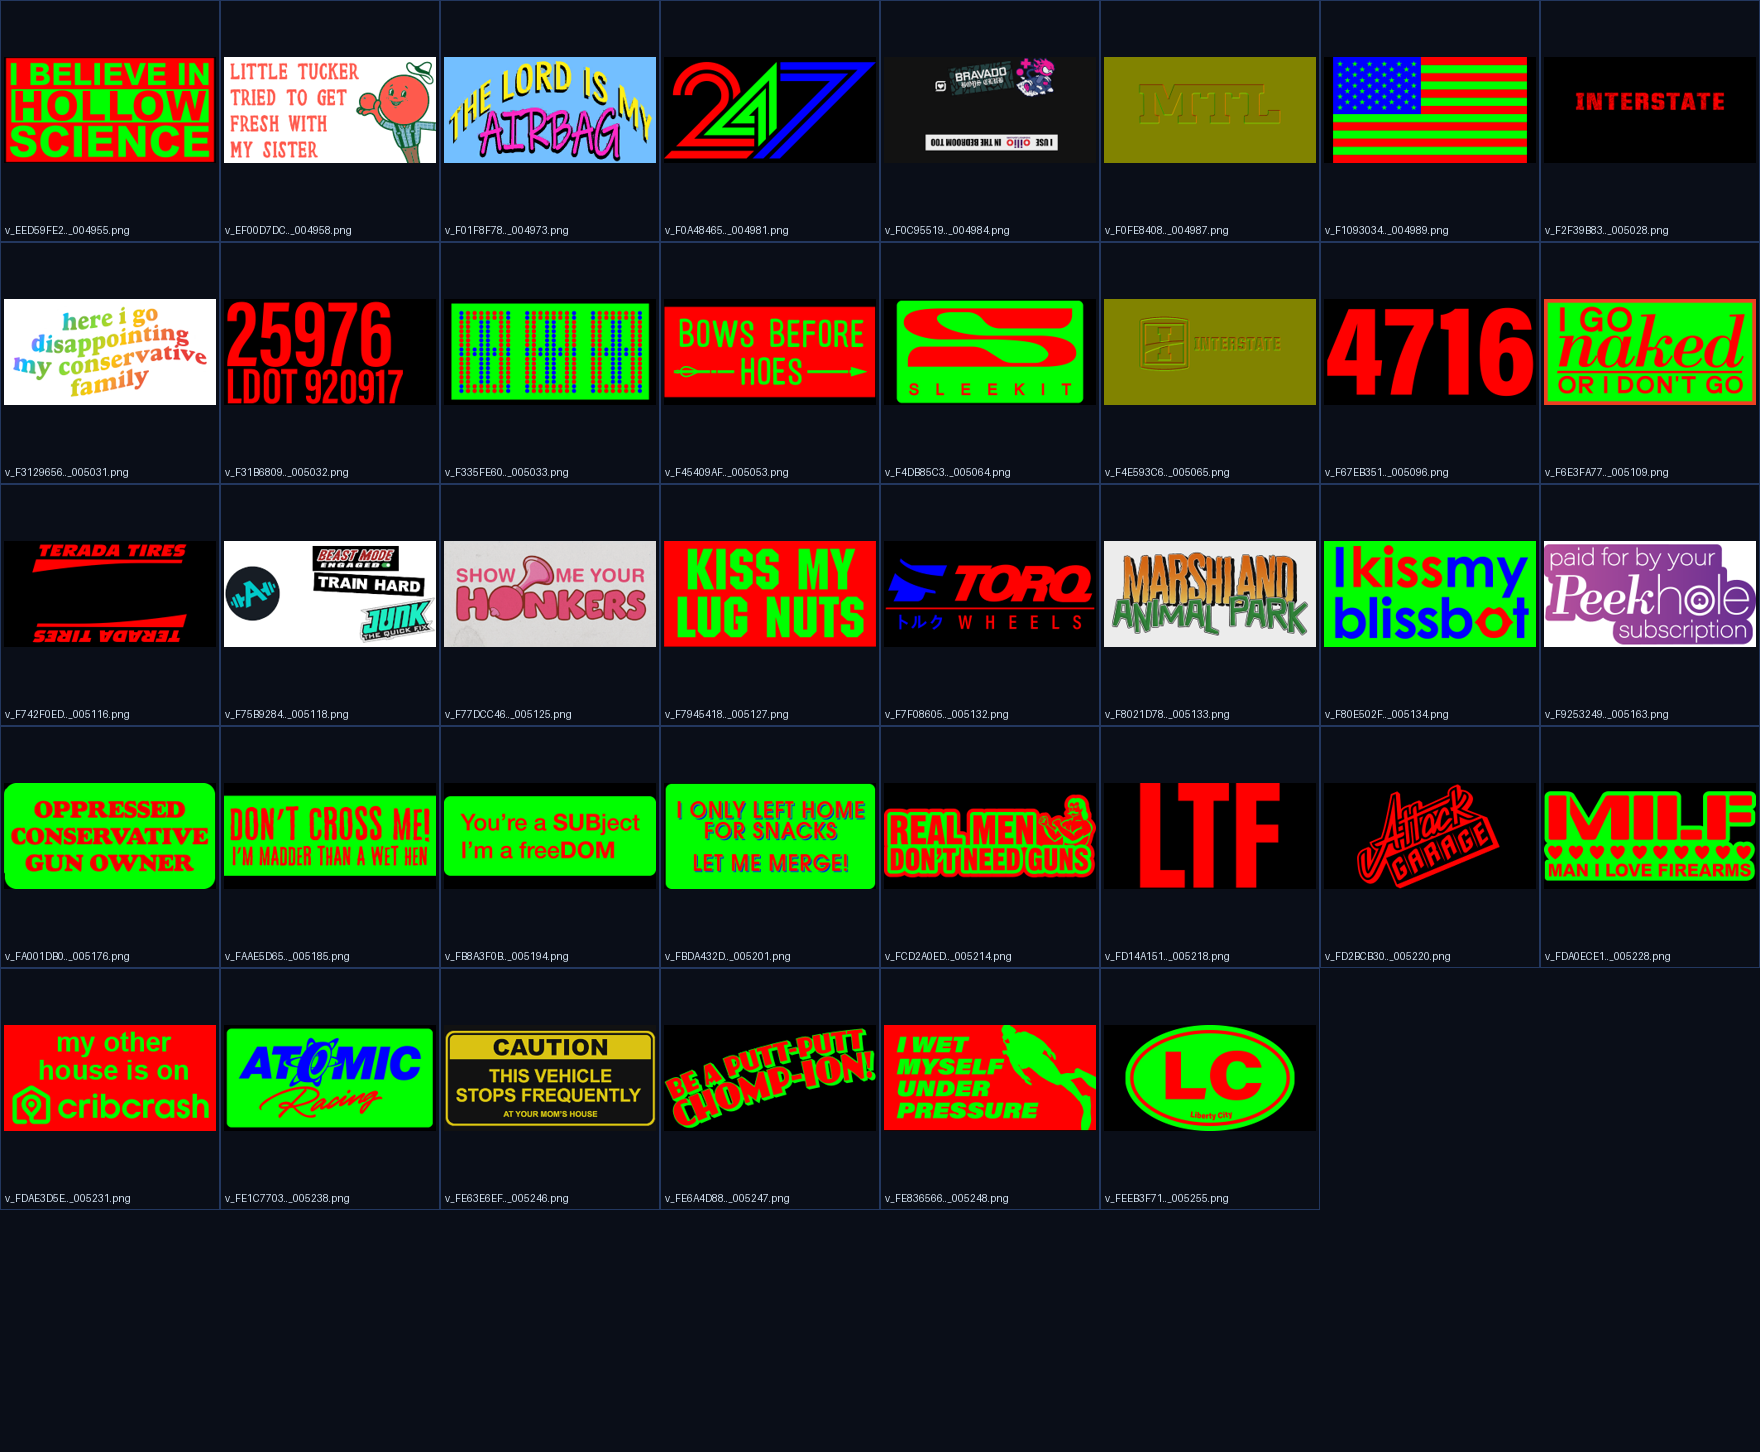 I BELIEVE IN
HOLLOW
SCIENCE
v_EED59FE2.._004955.png
LITTLE TUCKER
TRIED TO GET
FRESH WITH
MY SISTER
v_EF00D7DC.._004958.png
THE LORD IS MY
AIRBAG
v_F01F8F78.._004973.png
247
v_F0A48465.._004981.png
BRAVADO
I USE
IN THE BEDROOM TOO
v_F0C95519.._004984.png
MTL
v_F0FE8408.._004987.png
v_F1093034.._004989.png
INTERSTATE
v_F2F39B83.._005028.png
here i go
disappointing
my conservative
family
v_F3129656.._005031.png
25976
LDOT 920917
v_F31B6809.._005032.png
v_F335FE60.._005033.png
BOWS BEFORE
HOES
v_F45409AF.._005053.png
SLEEKIT
v_F4DB85C3.._005064.png
INTERSTATE
v_F4E593C6.._005065.png
4716
v_F67EB351.._005096.png
I GO
naked
OR I DON'T GO
v_F6E3FA77.._005109.png
TERADA TIRES
TERADA TIRES
v_F742F0ED.._005116.png
A
BEAST MODE
ENGAGED
TRAIN HARD
JUNK
THE QUICK FIX
v_F75B9284.._005118.png
SHOW ME YOUR
HONKERS
v_F77DCC46.._005125.png
KISS MY
LUG NUTS
v_F7945418.._005127.png
TORQ
トルク WHEELS
v_F7F08605.._005132.png
MARSHLAND
ANIMAL PARK
v_F8021D78.._005133.png
I kiss my
blissbot
v_F80E502F.._005134.png
paid for by your
Peekhole
subscription
v_F9253249.._005163.png
OPPRESSED
CONSERVATIVE
GUN OWNER
v_FA001DB0.._005176.png
DON'T CROSS ME!
I'M MADDER THAN A WET HEN
v_FAAE5D65.._005185.png
You're a SUBject
I'm a freeDOM
v_FB8A3F0B.._005194.png
I ONLY LEFT HOME
FOR SNACKS
LET ME MERGE!
v_FBDA432D.._005201.png
REAL MEN
DON'T NEED GUNS
v_FCD2A0ED.._005214.png
LTF
v_FD14A151.._005218.png
Attack
GARAGE
v_FD2BCB30.._005220.png
MILF
MAN I LOVE FIREARMS
v_FDA0ECE1.._005228.png
my other
house is on
cribcrash
v_FDAE3D5E.._005231.png
ATOMIC
Racing
v_FE1C7703.._005238.png
CAUTION
THIS VEHICLE
STOPS FREQUENTLY
AT YOUR MOM'S HOUSE
v_FE63E6EF.._005246.png
BE A PUTT-PUTT
CHOMP-ION!
v_FE6A4D88.._005247.png
I WET
MYSELF
UNDER
PRESSURE
v_FE836566.._005248.png
LC
Liberty City
v_FEEB3F71.._005255.png